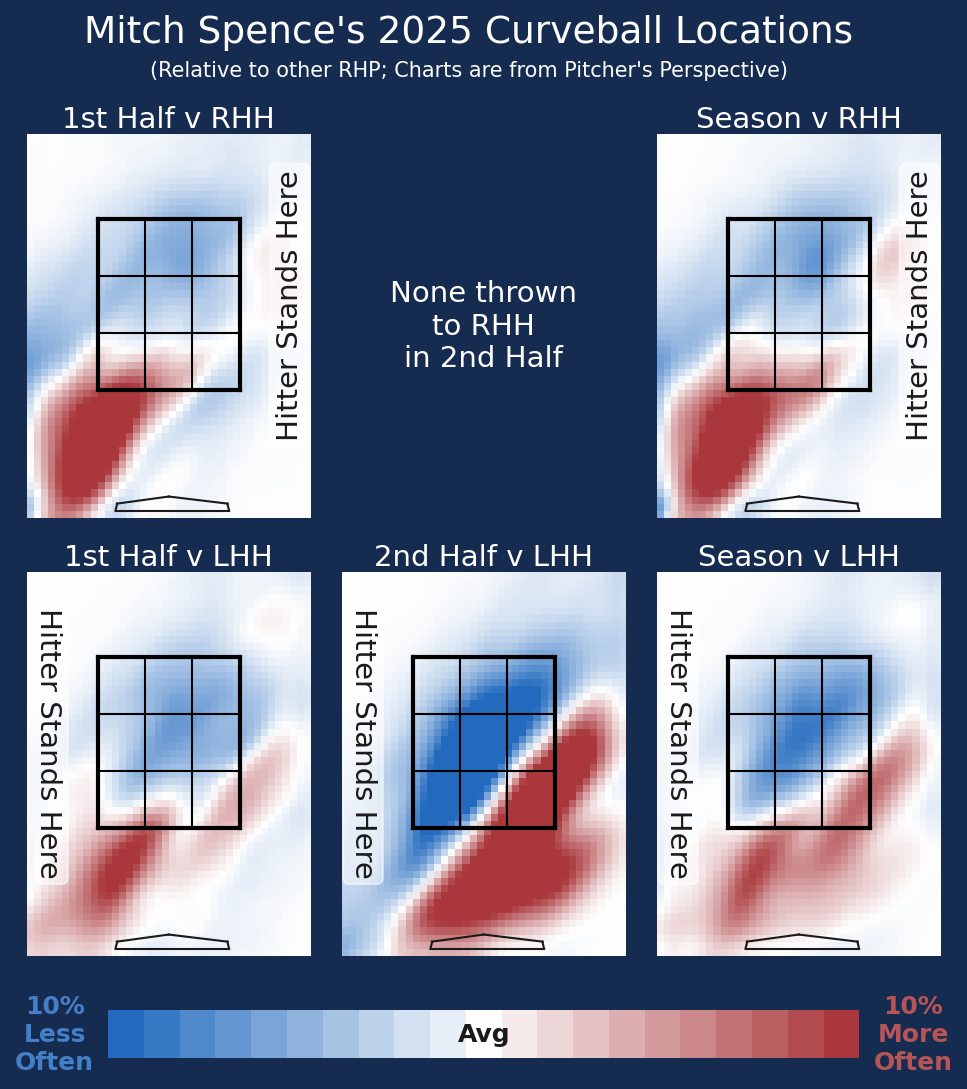 Mitch Spence's 2025 Curveball Locations
(Relative to other RHP; Charts are from Pitcher's Perspective)
1st Half v RHH
Season v RHH
Hitter Stands Here
None thrown
to RHH
in 2nd Half
Hitter Stands Here
1st Half v LHH
2nd Half v LHH
Season v LHH
Hitter Stands Here
Hitter Stands Here
Hitter Stands Here
10%
Less
Often
Avg
10%
More
Often